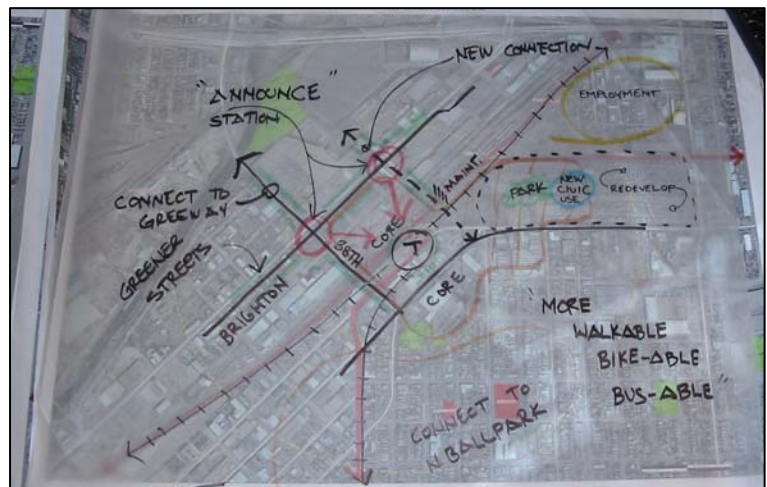 NEW CONNECTION
"ANNOUNCE"
STATION
EMPLOYMENT
CONNECT TO
GREENWAY
MAINT.
PARK
NEW
CIVIC
USE
REDEVELOP
GREENER
STREETS
BRIGHTON
38TH
CORE
T
CORE
"MORE
WALKABLE
BIKE-ABLE
BUS-ABLE"
CONNECT TO
N BALLPARK